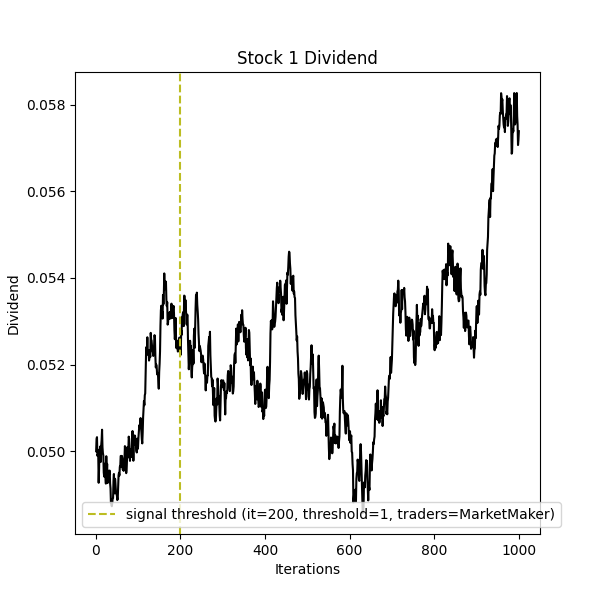 Stock 1 Dividend
0.058
0.056
0.054
0.052
0.050
Dividend
signal threshold (it=200, threshold=1, traders=MarketMaker)
0 200 400 600 800 1000
Iterations